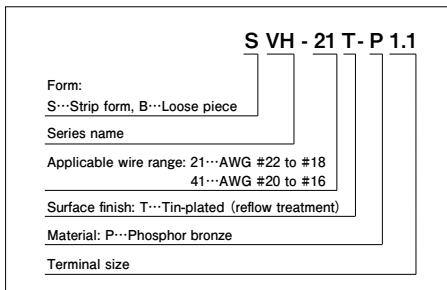 S VH - 21 T - P 1.1
Form:
S⋯Strip form, B⋯Loose piece
Series name
Applicable wire range: 21⋯AWG #22 to #18
41⋯AWG #20 to #16
Surface finish: T⋯Tin-plated (reflow treatment)
Material: P⋯Phosphor bronze
Terminal size